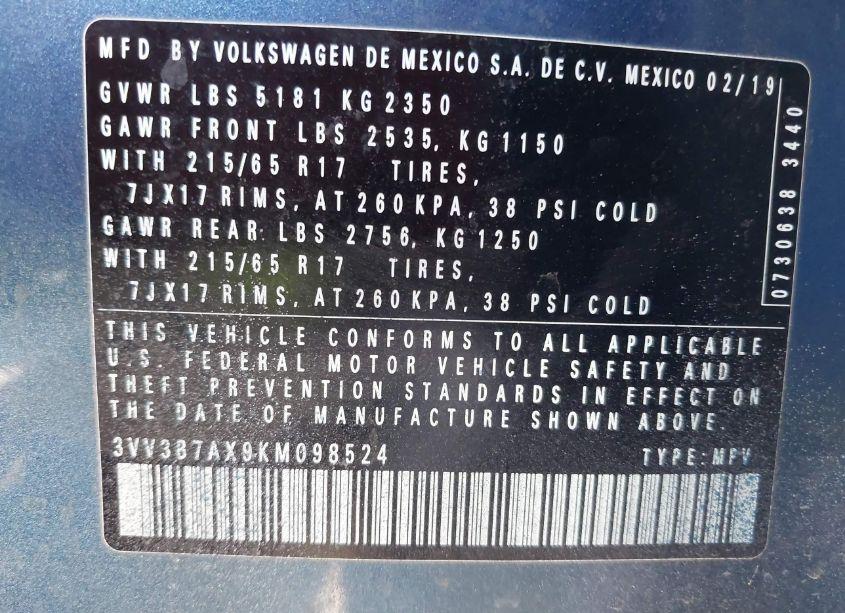 MFD BY VOLKSWAGEN DE MEXICO S.A. DE C.V. MEXICO 02/19
GVWR LBS 5181 KG 2350
GAWR FRONT LBS 2535, KG 1150
WITH 215/65 R17 TIRES,
7JX17 RIMS, AT 260 KPA, 38 PSI COLD
GAWR REAR LBS 2756, KG 1250
WITH 215/65 R17 TIRES,
7JX17 RIMS, AT 260 KPA, 38 PSI COLD
0730638 3440
THIS VEHICLE CONFORMS TO ALL APPLICABLE
U.S. FEDERAL MOTOR VEHICLE SAFETY AND
THEFT PREVENTION STANDARDS IN EFFECT ON
THE DATE OF MANUFACTURE SHOWN ABOVE.
3VV3B7AX9KM098524 TYPE: MPV